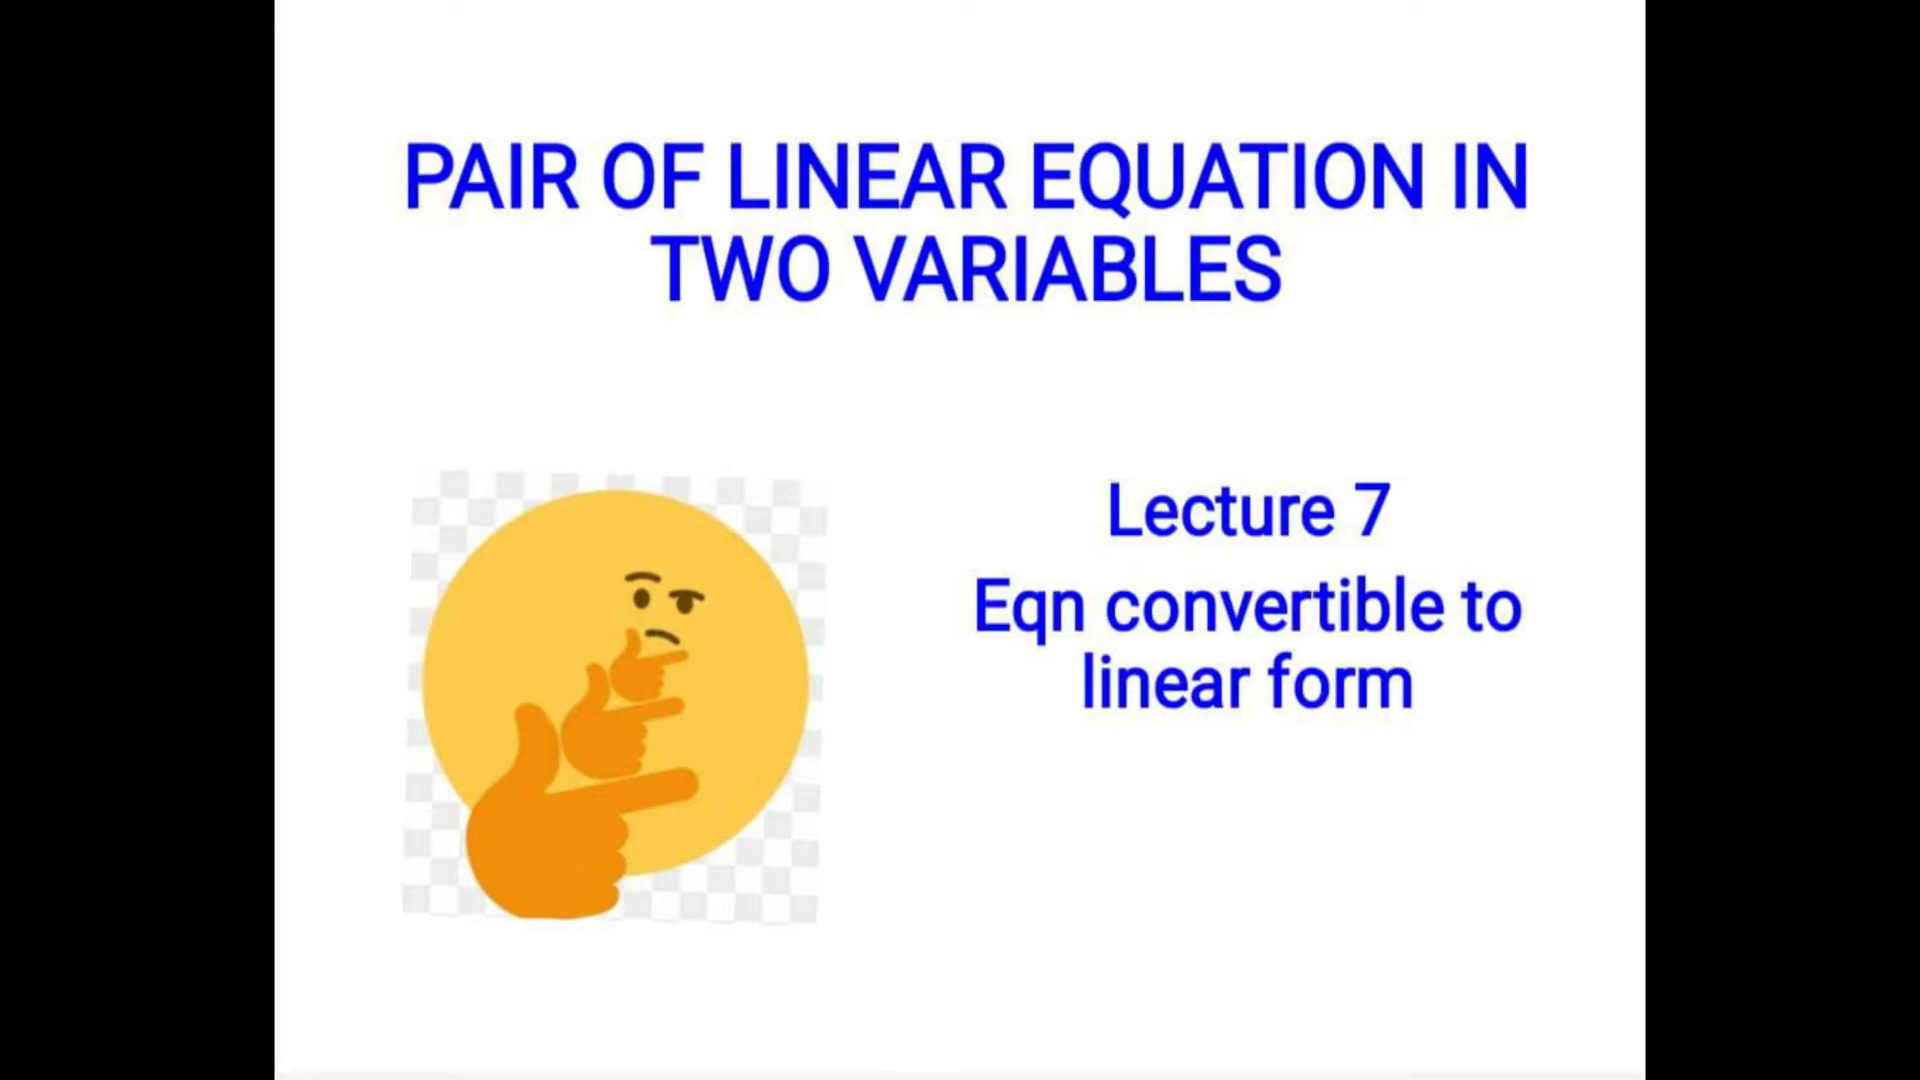 PAIR OF LINEAR EQUATION IN
TWO VARIABLES
Lecture 7
Eqn convertible to
linear form